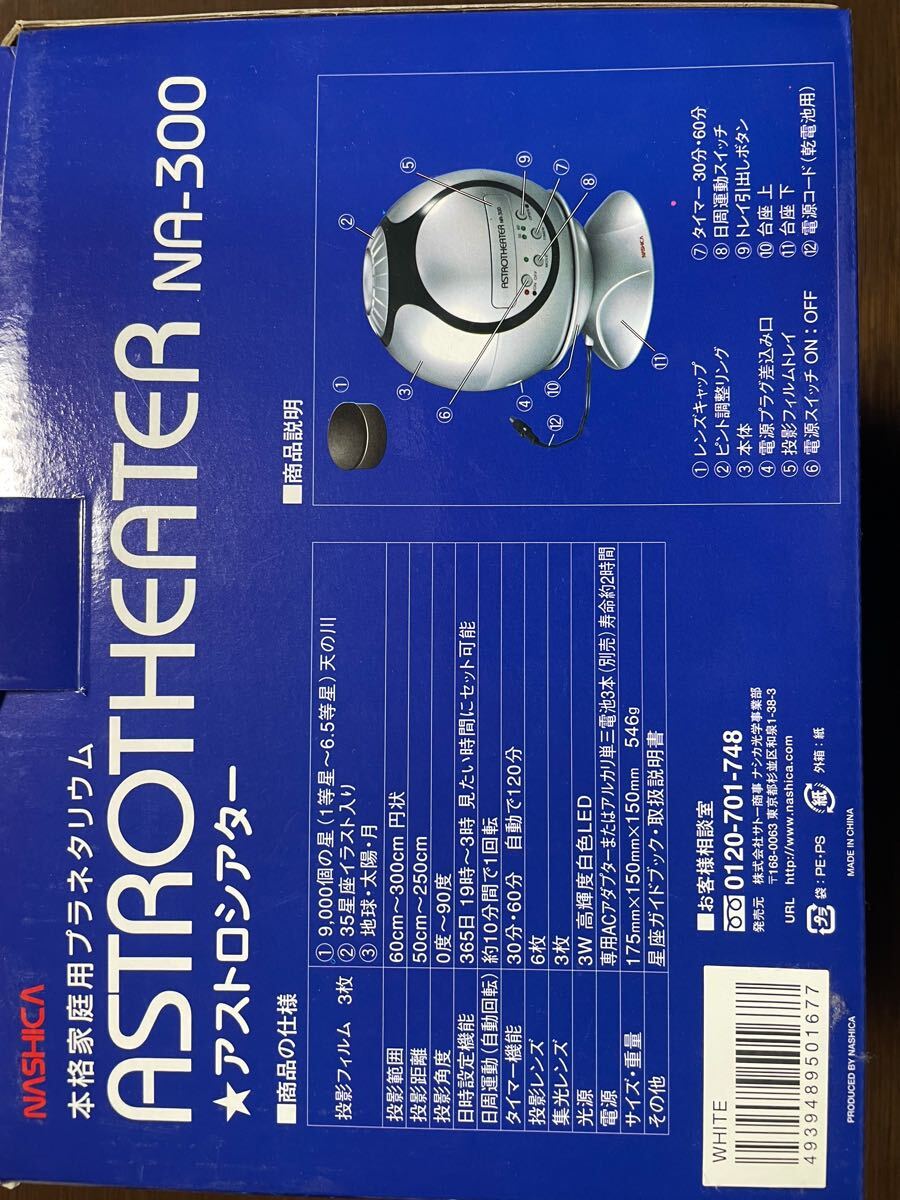 NASHICA
本格家庭用プラネタリウム
ASTROTHEATER NA-300
★アストロシアター
■商品の仕様
投影フィルム 3枚 ① 9,000個の星(1等星～6.5等星)天の川
② 35星座イラスト入り
③ 地球・太陽・月
投影範囲 60cm～300cm 円状
投影距離 50cm～250cm
投影角度 0度～90度
日時設定機能 365日 19時～3時 見たい時間にセット可能
日周運動(自動回転) 約10分間で1回転
タイマー機能 30分・60分 自動で120分
投影レンズ 6枚
集光レンズ 3枚
光源 3W 高輝度白色LED
電源 専用ACアダプターまたはアルカリ単三電池3本(別売)寿命約2時間
サイズ・重量 175mm×150mm×150mm 546g
その他 星座ガイドブック・取扱説明書
■商品説明
①
②
③
④
⑤
⑥
⑦
⑧
⑨
⑩
⑪
⑫
ASTROTHEATER NA-300
NASHICA
① レンズキャップ
② ピント調整リング
③ 本体
④ 電源プラグ差込み口
⑤ 投影フィルムトレイ
⑥ 電源スイッチON:OFF
⑦ タイマー30分・60分
⑧ 日周運動スイッチ
⑨ トレイ引出しボタン
⑩ 台座 上
⑪ 台座 下
⑫ 電源コード(乾電池用)
WHITE
4939489501677
■お客様相談室
0120-701-748
発売元 株式会社サトー商事 ナシカ光学事業部
〒168-0063 東京都杉並区和泉1-38-3
URL http://www.nashica.com
袋:PE・PS 紙 外箱:紙
PRODUCED BY NASHICA
MADE IN CHINA